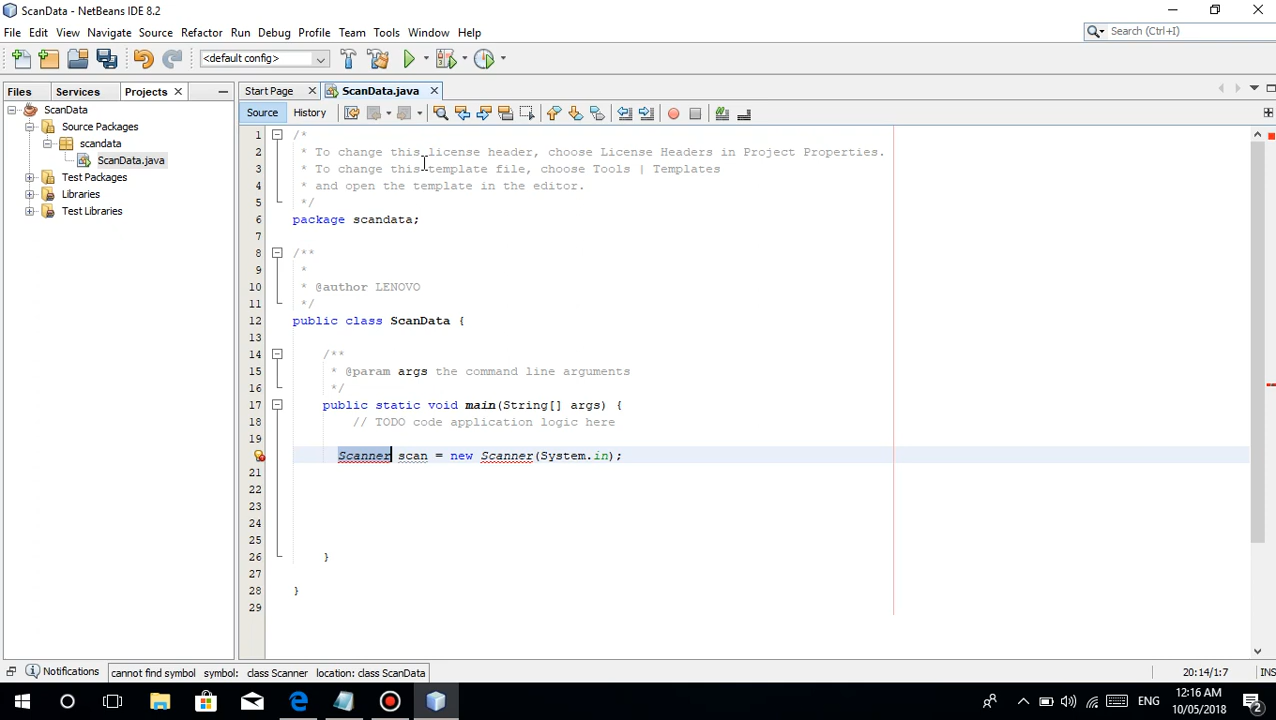 ScanData - NetBeans IDE 8.2
File Edit View Navigate Source Refactor Run Debug Profile Team Tools Window Help
Search (Ctrl+I)
<default config>
Files Services Projects
Start Page ScanData.java
Source History
ScanData
Source Packages
scandata
ScanData.java
Test Packages
Libraries
Test Libraries
1 /*
2 * To change this license header, choose License Headers in Project Properties.
3 * To change this template file, choose Tools | Templates
4 * and open the template in the editor.
5 */
6 package scandata;
7
8 /**
9 *
10 * @author LENOVO
11 */
12 public class ScanData {
13
14 /**
15 * @param args the command line arguments
16 */
17 public static void main(String[] args) {
18 // TODO code application logic here
19
Scanner scan = new Scanner(System.in);
21
22
23
24
25
26 }
27
28 }
29
Notifications cannot find symbol symbol: class Scanner location: class ScanData
20:14/1:7 INS
ENG
12:16 AM
10/05/2018
2